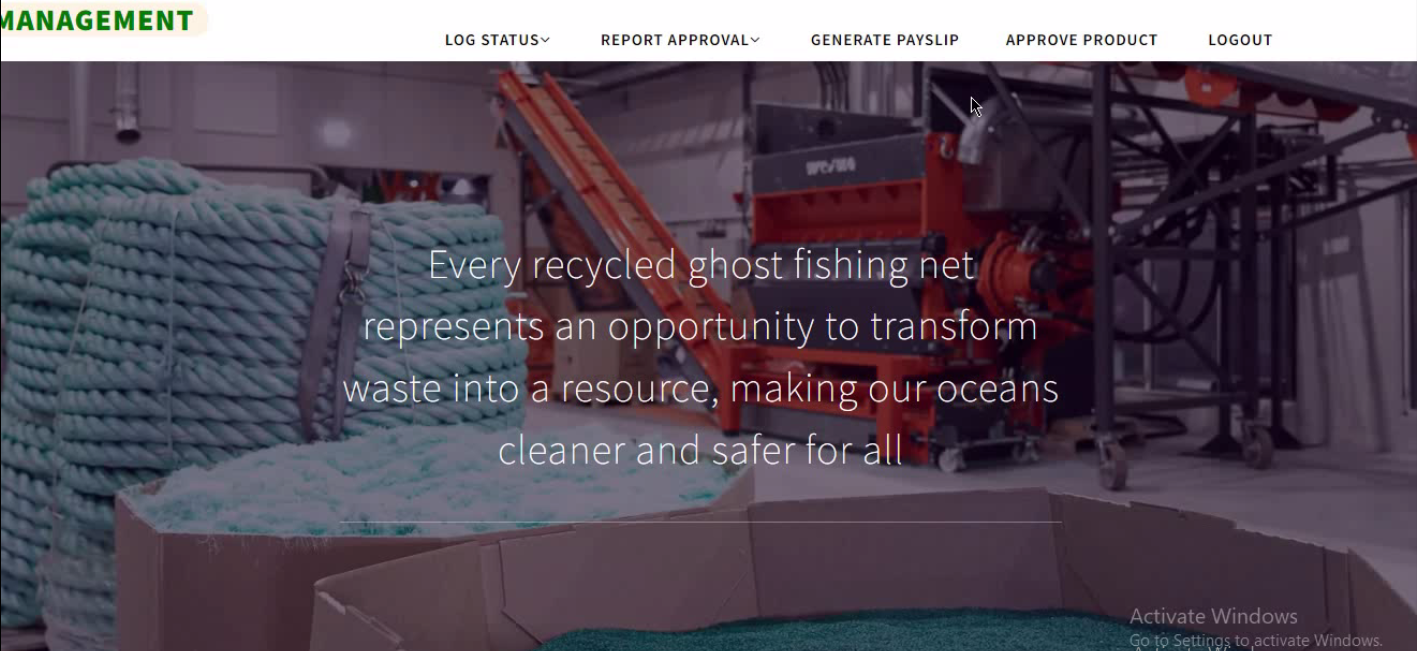 MANAGEMENT
LOG STATUS
REPORT APPROVAL
GENERATE PAYSLIP
APPROVE PRODUCT
LOGOUT
Every recycled ghost fishing net
represents an opportunity to transform
waste into a resource, making our oceans
cleaner and safer for all
Activate Windows
Go to Settings to activate Windows.